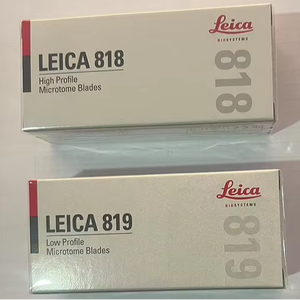 LEICA 818
High Profile
Microtome Blades
Leica
BIOSYSTEMS
818
LEICA 819
Low Profile
Microtome Blades
Leica
BIOSYSTEMS
819